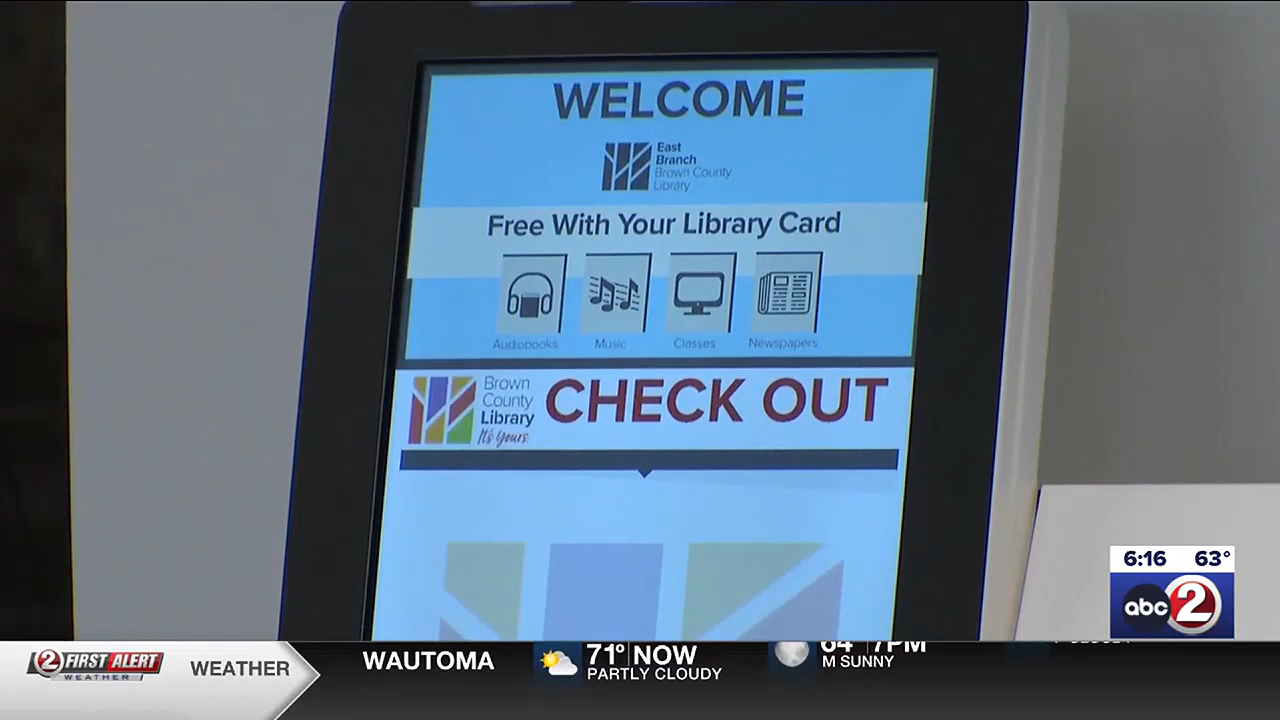 WELCOME
East
Branch
Brown County
Library
Free With Your Library Card
Audiobooks Music Classes Newspapers
Brown
County
Library
It's Yours.
CHECK OUT
6:16 63°
abc 2
2 FIRST ALERT
WEATHER
WEATHER
WAUTOMA
71° NOW
PARTLY CLOUDY
64° 7PM
M SUNNY